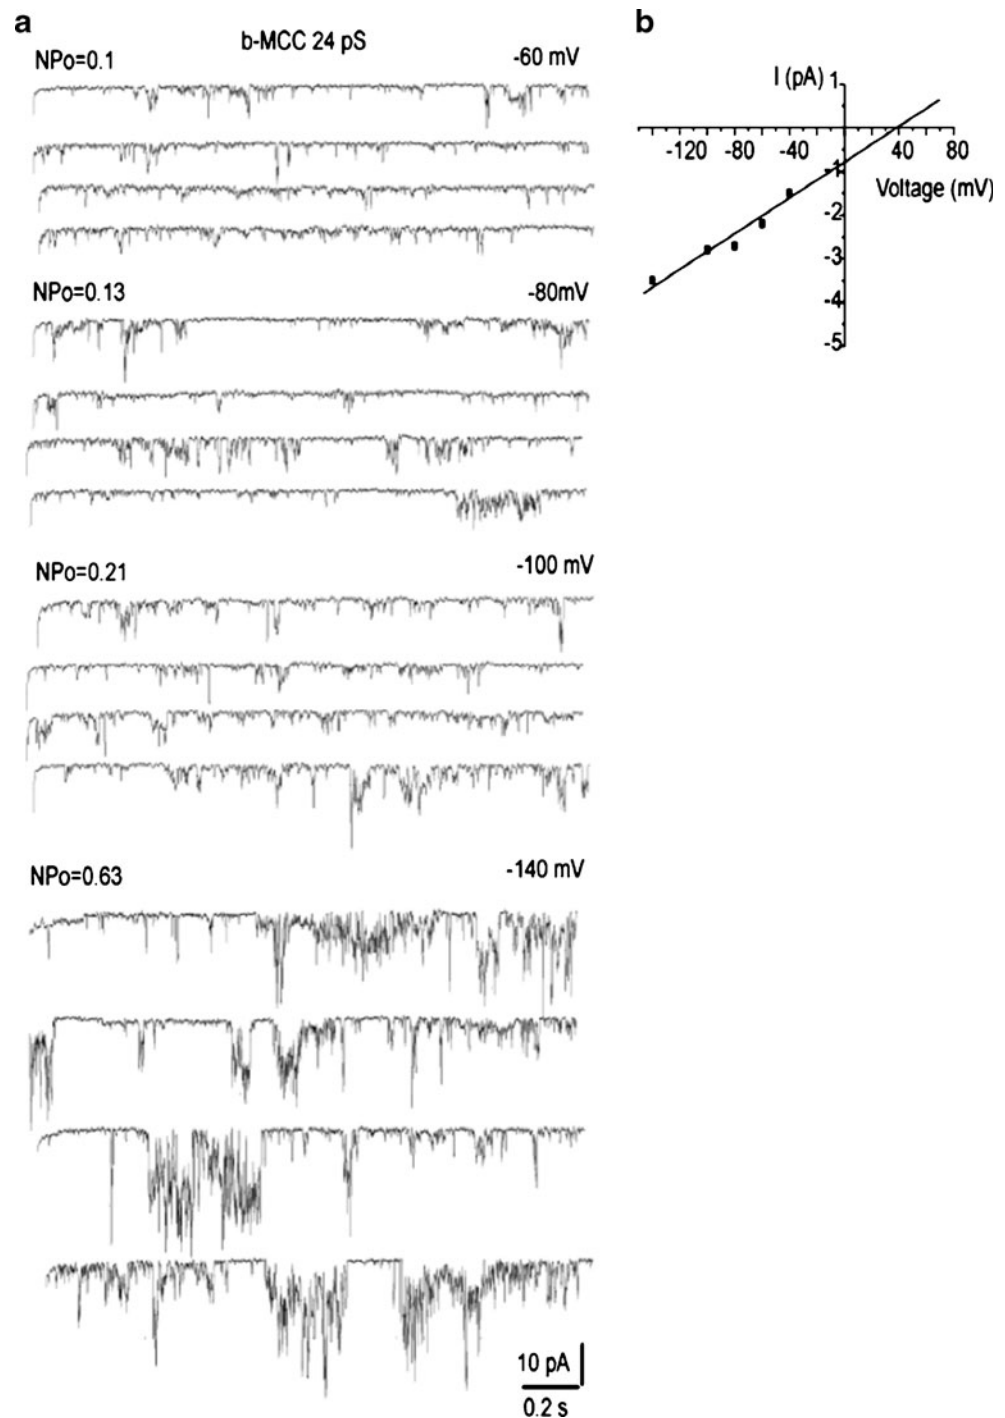 a
b-MCC 24 pS
NPo=0.1
-60 mV
NPo=0.13
-80mV
NPo=0.21
-100 mV
NPo=0.63
-140 mV
10 pA
0.2 s
b
I (pA)
1
-120 -80 -40 40 80
Voltage (mV)
-1
-2
-3
-4
-5